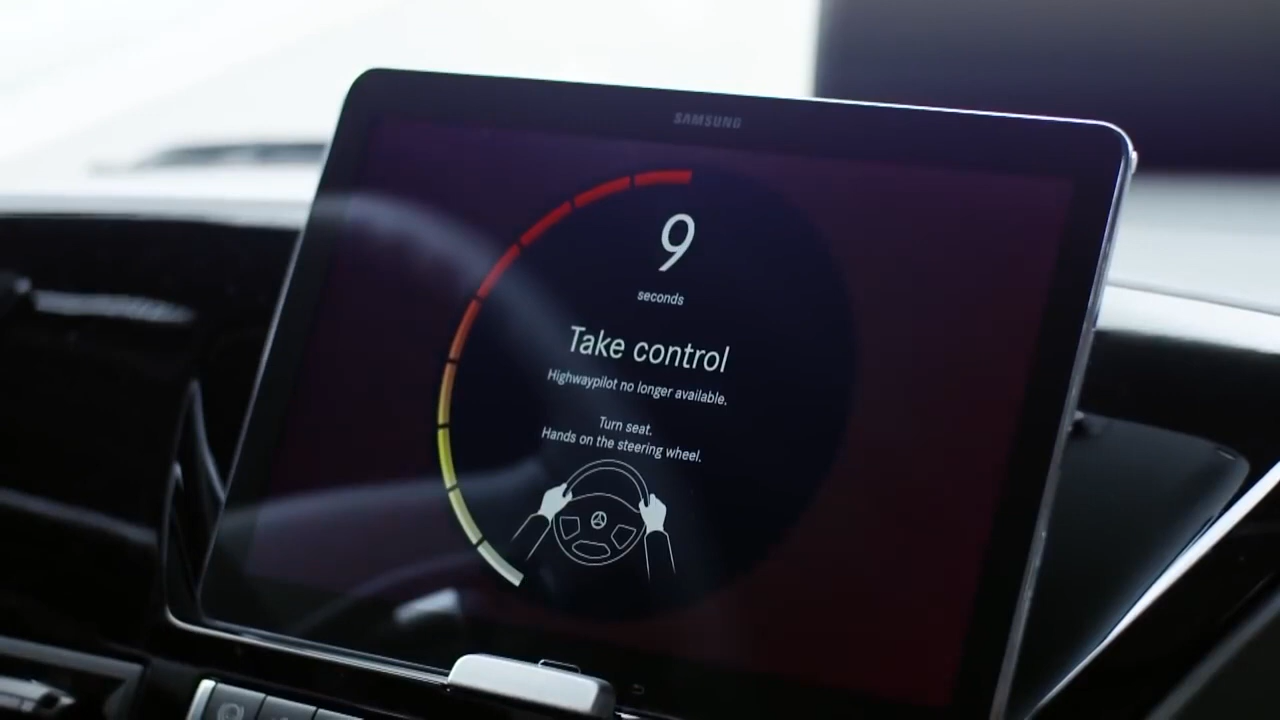 SAMSUNG
9
seconds
Take control
Highwaypilot no longer available.
Turn seat.
Hands on the steering wheel.